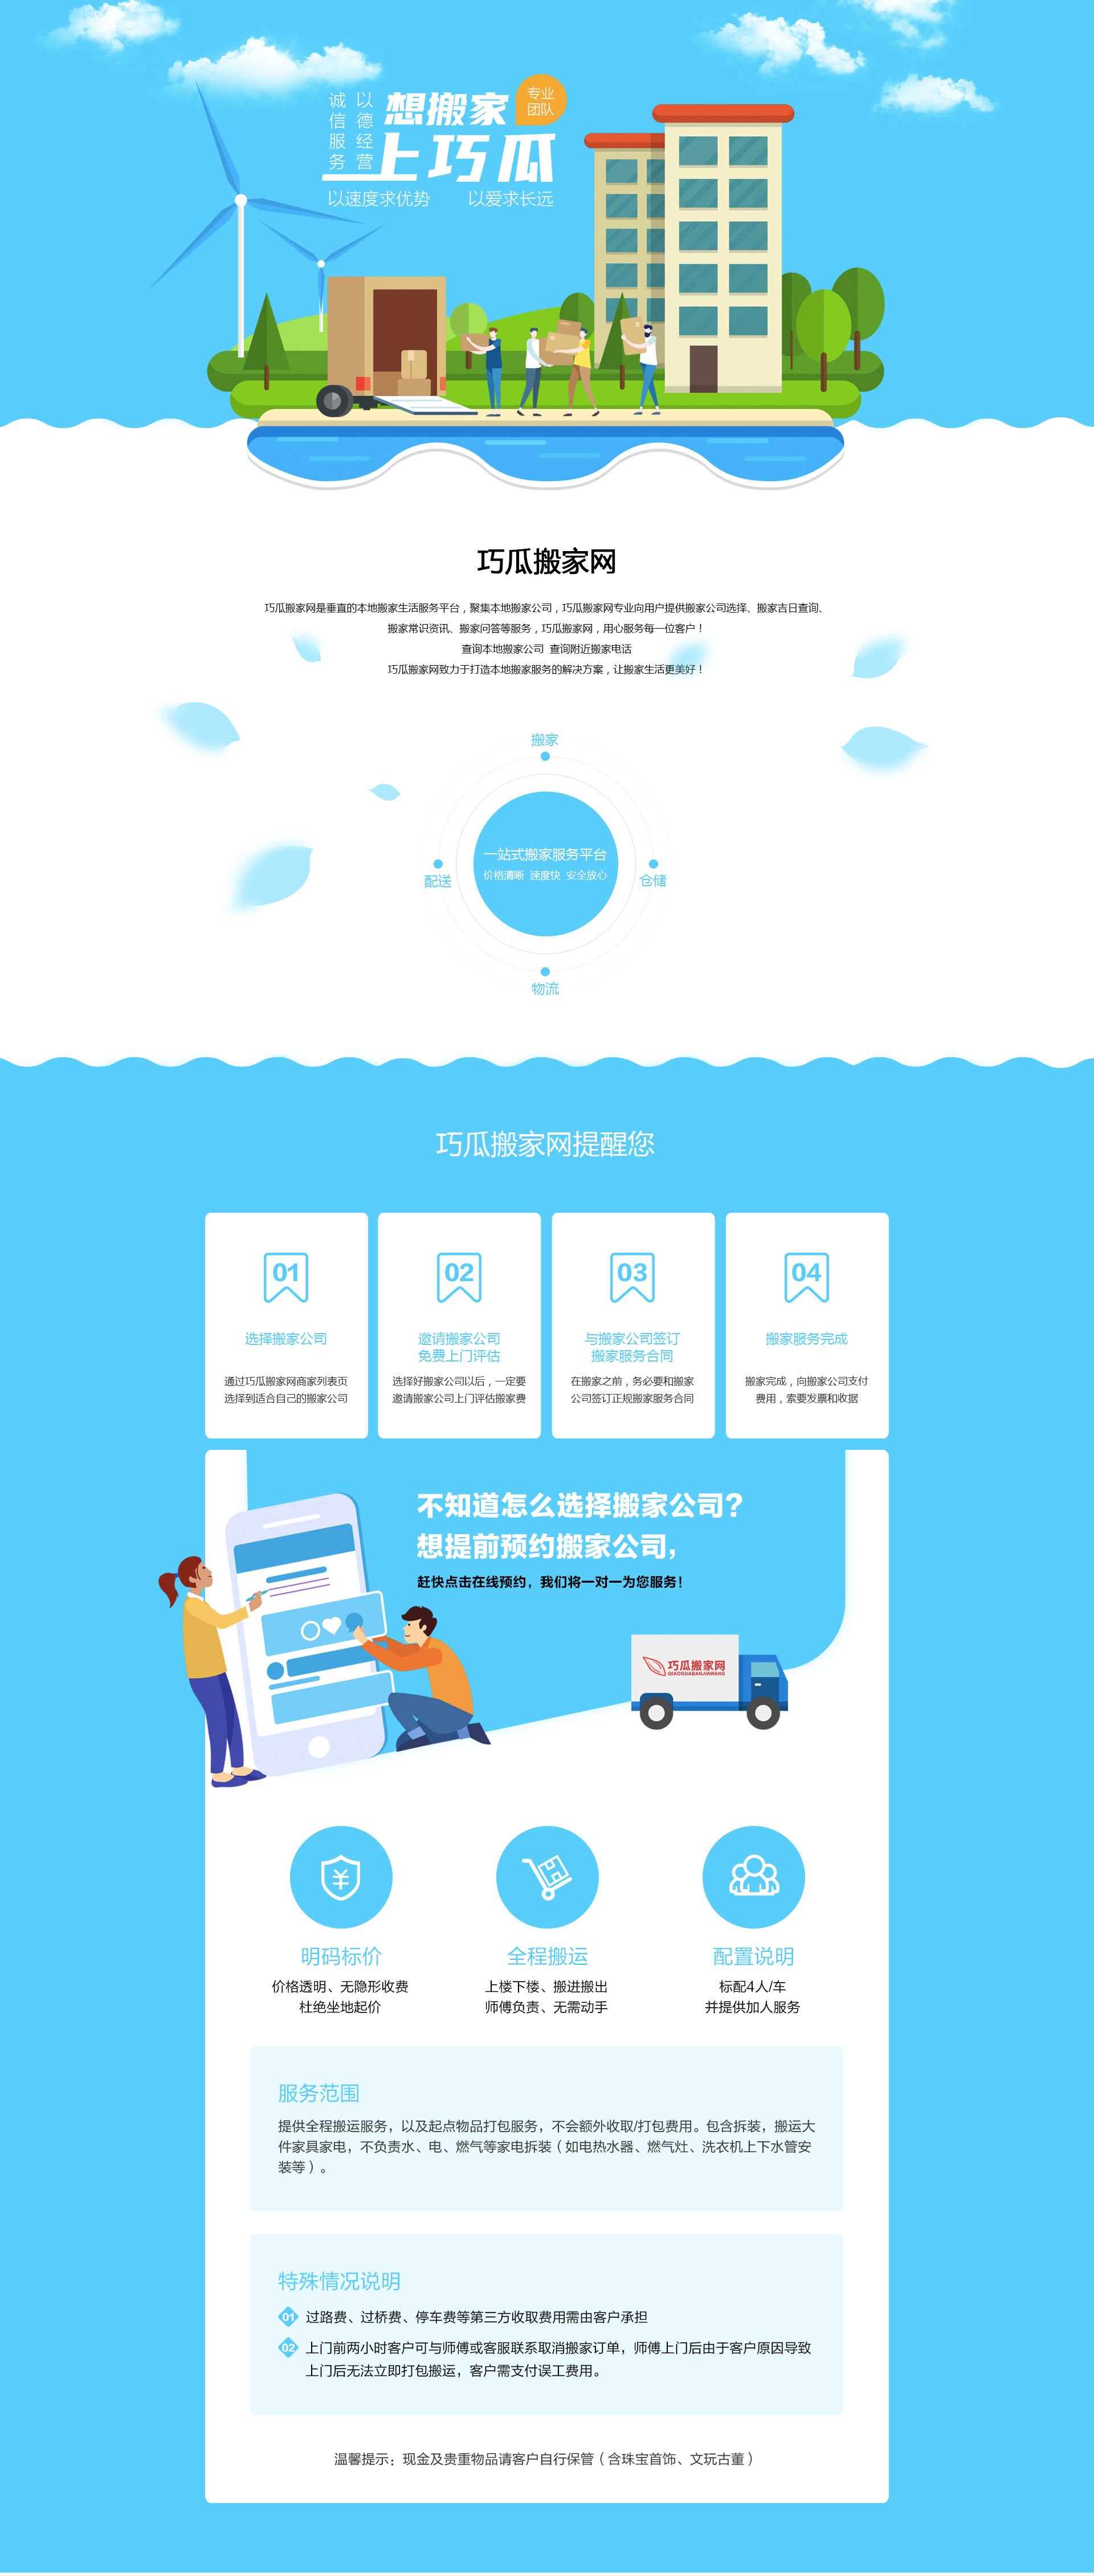 诚信服务
以德经营
想搬家
专业
团队
上巧瓜
以速度求优势 以爱求长远
巧瓜搬家网
巧瓜搬家网是垂直的本地搬家生活服务平台，聚集本地搬家公司，巧瓜搬家网专业向用户提供搬家公司选择、搬家吉日查询、
搬家常识资讯、搬家问答等服务，巧瓜搬家网，用心服务每一位客户！
查询本地搬家公司 查询附近搬家电话
巧瓜搬家网致力于打造本地搬家服务的解决方案，让搬家生活更美好！
搬家
一站式搬家服务平台
价格清晰 速度快 安全放心
配送
仓储
物流
巧瓜搬家网提醒您
01
选择搬家公司
通过巧瓜搬家网商家列表页
选择到适合自己的搬家公司
02
邀请搬家公司
免费上门评估
选择好搬家公司以后，一定要
邀请搬家公司上门评估搬家费
03
与搬家公司签订
搬家服务合同
在搬家之前，务必要和搬家
公司签订正规搬家服务合同
04
搬家服务完成
搬家完成，向搬家公司支付
费用，索要发票和收据
不知道怎么选择搬家公司？
想提前预约搬家公司，
赶快点击在线预约，我们将一对一为您服务！
巧瓜搬家网
QIAOGUABANJIAWANG
¥
明码标价
价格透明、无隐形收费
杜绝坐地起价
全程搬运
上楼下楼、搬进搬出
师傅负责、无需动手
配置说明
标配4人/车
并提供加人服务
服务范围
提供全程搬运服务，以及起点物品打包服务，不会额外收取/打包费用。包含拆装，搬运大
件家具家电，不负责水、电、燃气等家电拆装（如电热水器、燃气灶、洗衣机上下水管安
装等）。
特殊情况说明
01 过路费、过桥费、停车费等第三方收取费用需由客户承担
02 上门前两小时客户可与师傅或客服联系取消搬家订单，师傅上门后由于客户原因导致
上门后无法立即打包搬运，客户需支付误工费用。
温馨提示：现金及贵重物品请客户自行保管（含珠宝首饰、文玩古董）